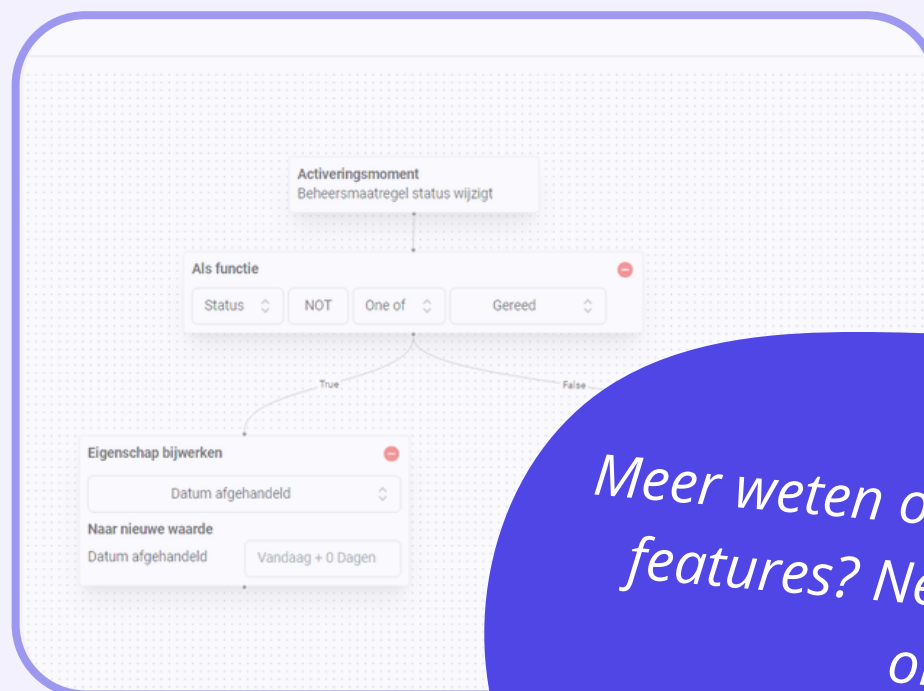 Activeringsmoment
Beheersmaatregel status wijzigt
Als functie
Status NOT One of Gereed
True False
Eigenschap bijwerken
Datum afgehandeld
Naar nieuwe waarde
Datum afgehandeld Vandaag + 0 Dagen
Meer weten
features?